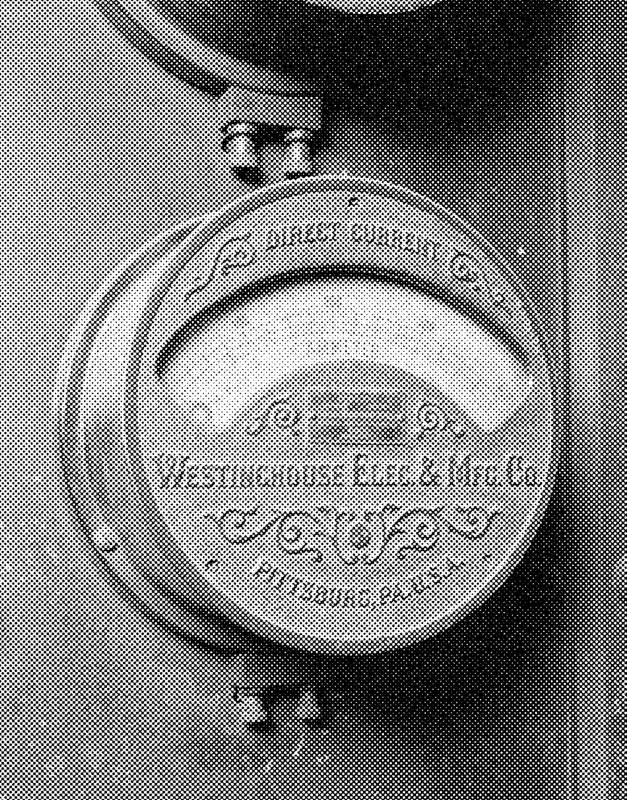 DIRECT CURRENT
WESTINGHOUSE ELEC. & MFG. CO.
PITTSBURG, PA. U.S.A.